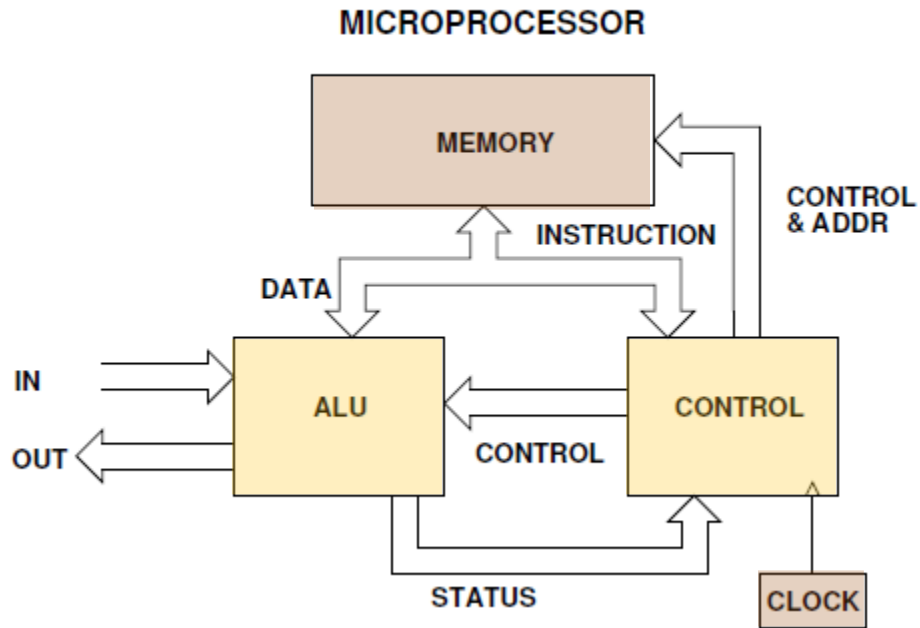 MICROPROCESSOR
MEMORY
CONTROL
& ADDR
INSTRUCTION
DATA
IN
ALU
CONTROL
OUT
CONTROL
STATUS
CLOCK